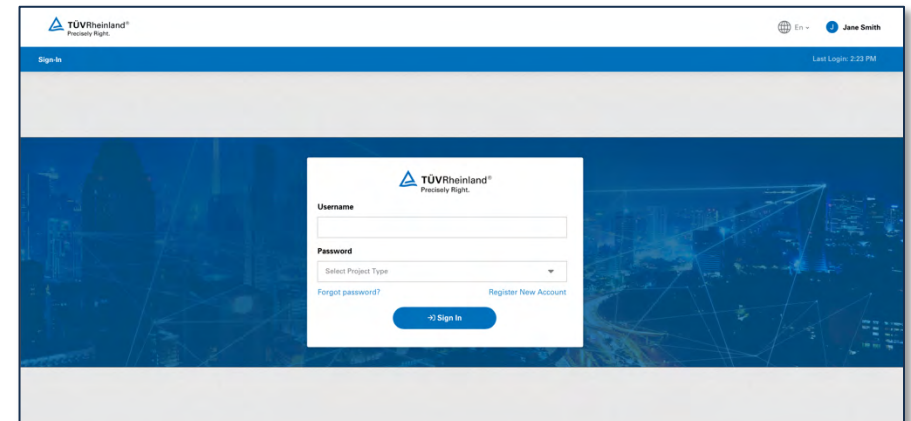 TÜVRheinland®
Precisely Right.
En
J
Jane Smith
Sign-In
Last Login: 2:23 PM
TÜVRheinland®
Precisely Right.
Username
Password
Select Project Type
Forgot password? Register New Account
Sign In